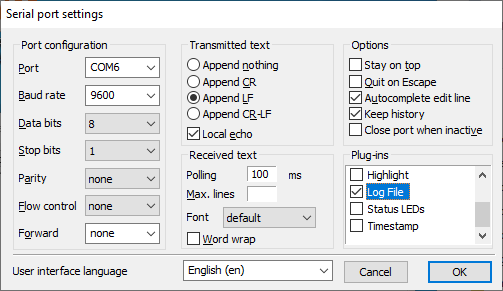 Serial port settings
Port configuration
Port COM6
Baud rate 9600
Data bits 8
Stop bits 1
Parity none
Flow control none
Forward none
Transmitted text
Append nothing
Append CR
Append LF
Append CR-LF
Local echo
Received text
Polling 100 ms
Max. lines
Font default
Word wrap
Options
Stay on top
Quit on Escape
Autocomplete edit line
Keep history
Close port when inactive
Plug-ins
Highlight
Log File
Status LEDs
Timestamp
User interface language English (en) Cancel OK